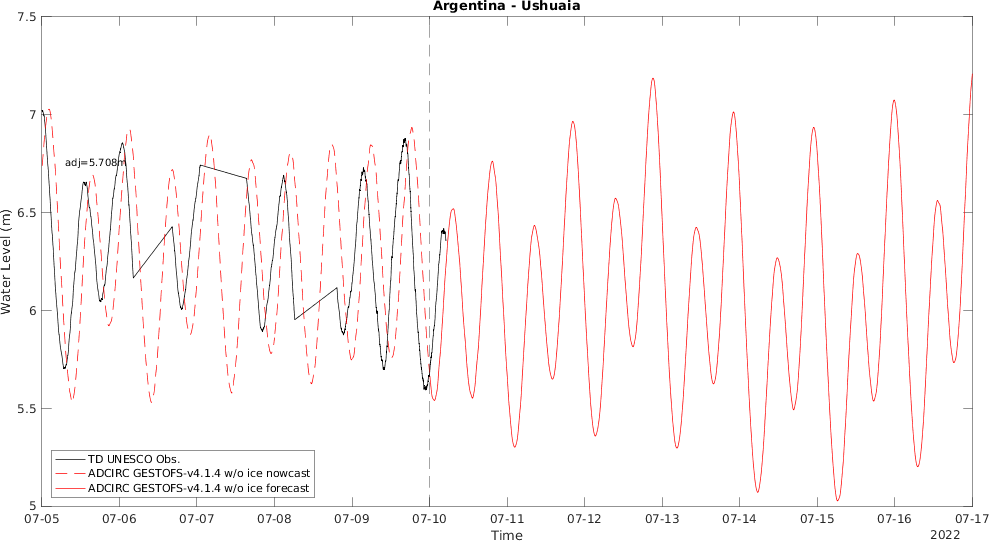 Argentina - Ushuaia
7.5
7
6.5
6
5.5
5
Water Level (m)
adj=5.708m
TD UNESCO Obs.
ADCIRC GESTOFS-v4.1.4 w/o ice nowcast
ADCIRC GESTOFS-v4.1.4 w/o ice forecast
07-05 07-06 07-07 07-08 07-09 07-10 07-11 07-12 07-13 07-14 07-15 07-16 07-17
Time
2022